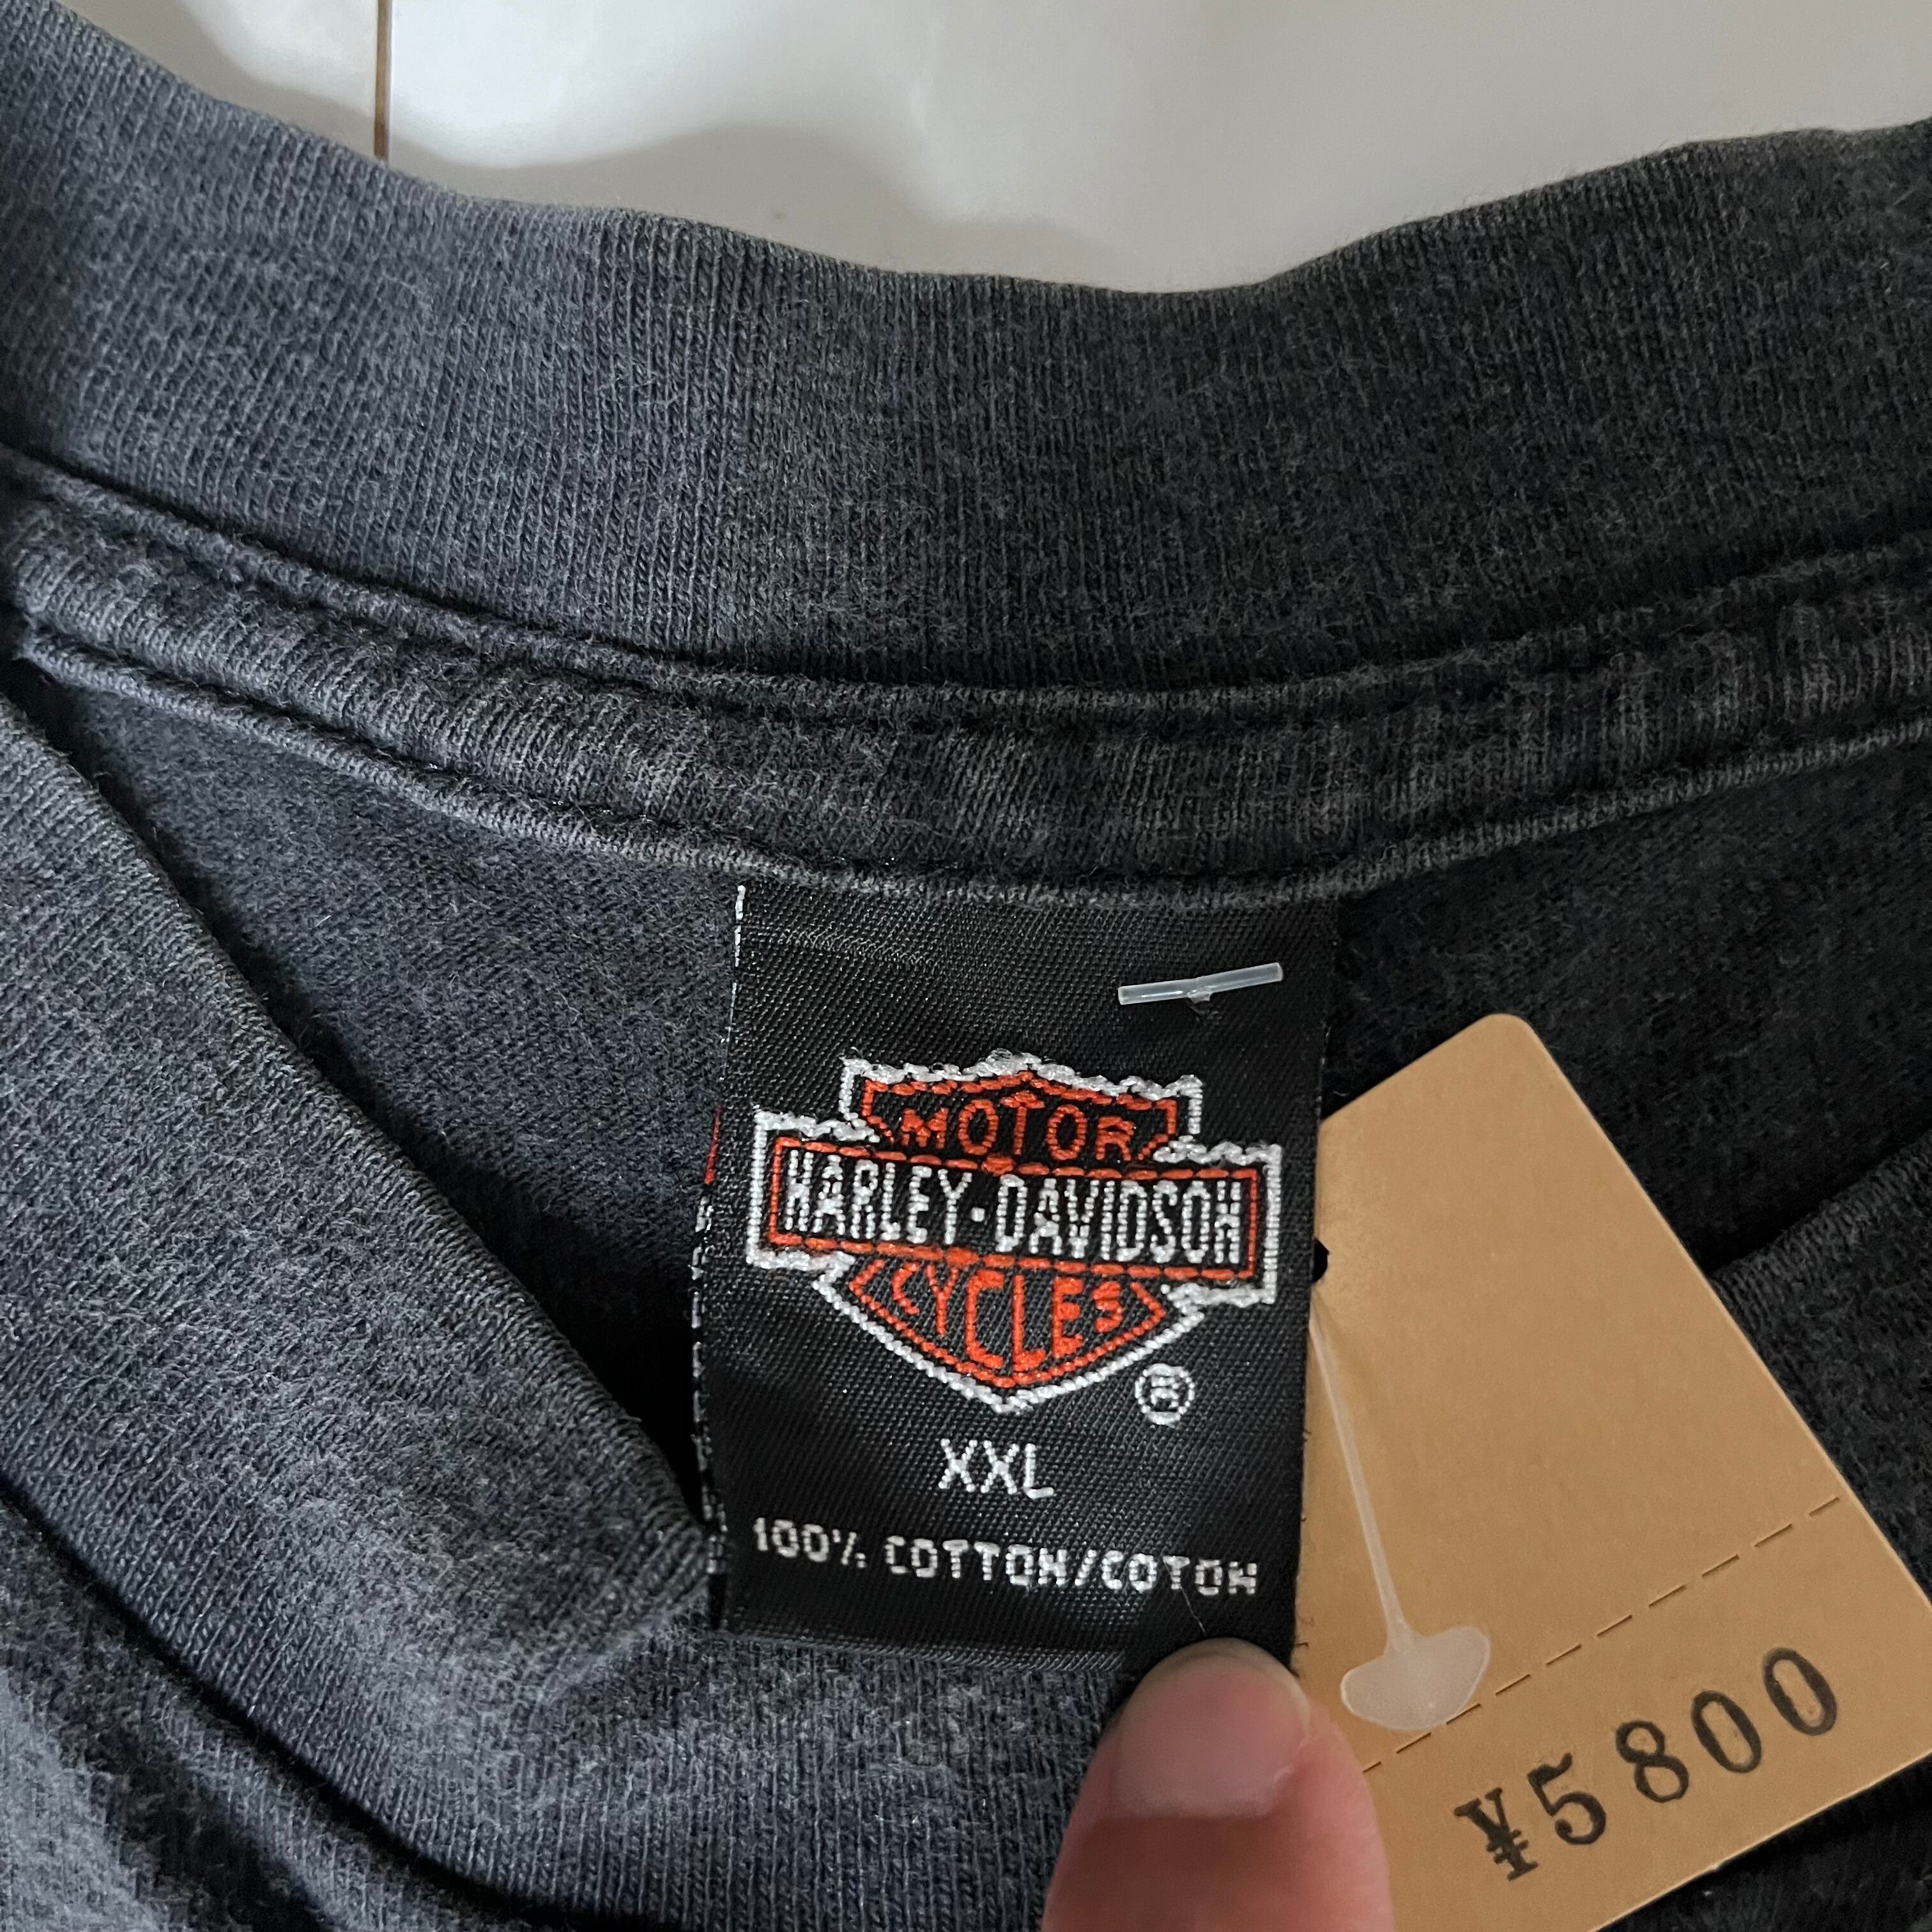 MOTOR
HARLEY-DAVIDSON
CYCLES
®
XXL
100% COTTON/COTON
¥5800